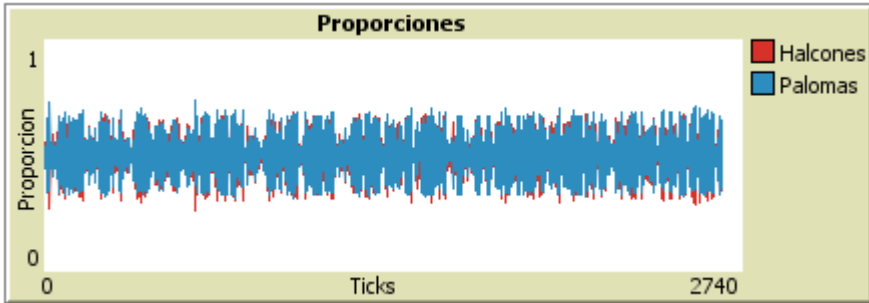 Proporciones
1
Halcones
Palomas
Proporcion
0
0 Ticks 2740